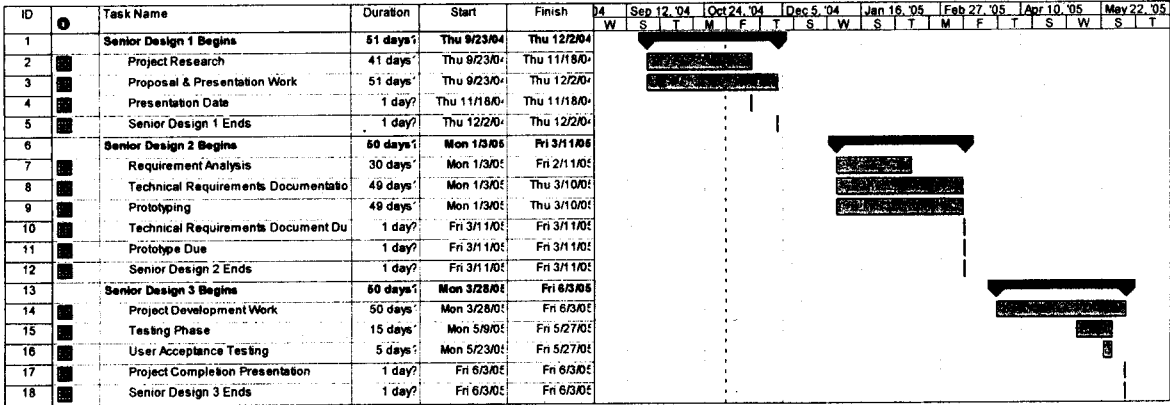 ID Task Name Duration Start Finish 04 Sep 12, '04 Oct 24, '04 Dec 5, '04 Jan 16, '05 Feb 27, '05 Apr 10, '05 May 22, '05
W S T M F T W S T M F T W S T
1 Senior Design 1 Begins 51 days? Thu 9/23/04 Thu 12/2/04
2 Project Research 41 days? Thu 9/23/04 Thu 11/18/0
3 Proposal & Presentation Work 51 days? Thu 9/23/04 Thu 12/2/0
4 Presentation Date 1 day? Thu 11/18/0 Thu 11/18/0
5 Senior Design 1 Ends 1 day? Thu 12/2/0 Thu 12/2/0
6 Senior Design 2 Begins 50 days? Mon 1/3/05 Fri 3/11/05
7 Requirement Analysis 30 days? Mon 1/3/05 Fri 2/11/05
8 Technical Requirements Documentatio 49 days? Mon 1/3/05 Thu 3/10/05
9 Prototyping 49 days? Mon 1/3/05 Thu 3/10/05
10 Technical Requirements Document Du 1 day? Fri 3/11/05 Fri 3/11/05
11 Prototype Due 1 day? Fri 3/11/05 Fri 3/11/05
12 Senior Design 2 Ends 1 day? Fri 3/11/05 Fri 3/11/05
13 Senior Design 3 Begins 50 days? Mon 3/28/05 Fri 6/3/05
14 Project Development Work 50 days? Mon 3/28/05 Fri 6/3/05
15 Testing Phase 15 days? Mon 5/9/05 Fri 5/27/05
16 User Acceptance Testing 5 days? Mon 5/23/05 Fri 5/27/05
17 Project Completion Presentation 1 day? Fri 6/3/05 Fri 6/3/05
18 Senior Design 3 Ends 1 day? Fri 6/3/05 Fri 6/3/05